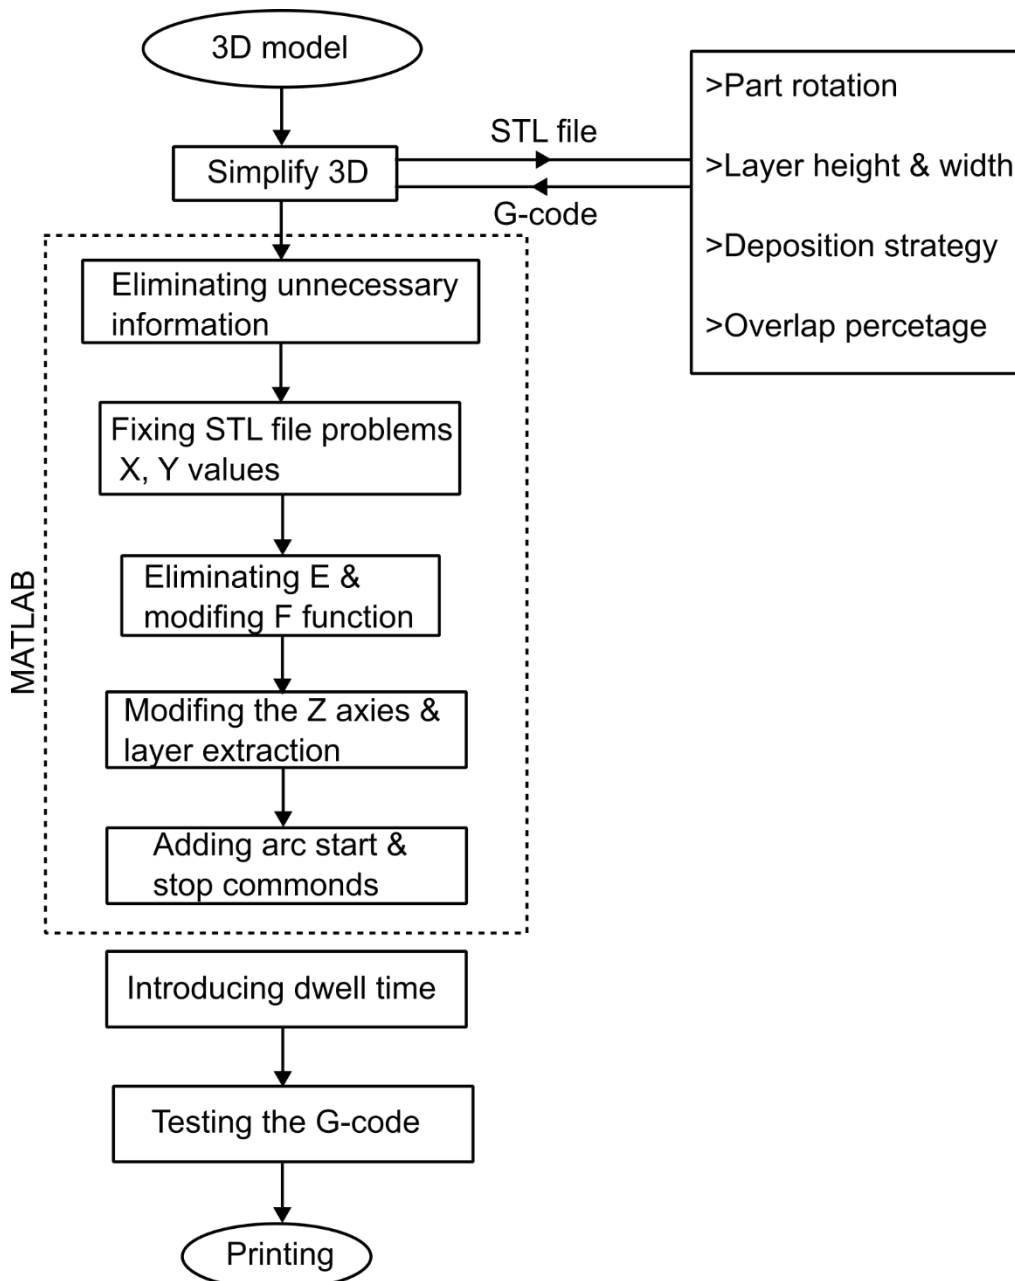 3D model
Simplify 3D
STL file
G-code
>Part rotation
>Layer height & width
>Deposition strategy
>Overlap percetage
MATLAB
Eliminating unnecessary
information
Fixing STL file problems
X, Y values
Eliminating E &
modifing F function
Modifing the Z axies &
layer extraction
Adding arc start &
stop commonds
Introducing dwell time
Testing the G-code
Printing